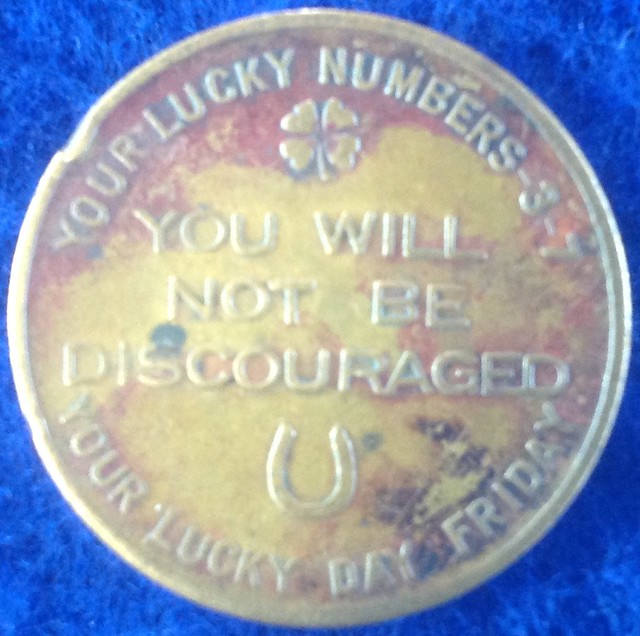 YOUR LUCKY NUMBERS-3-7
YOU WILL
NOT BE
DISCOURAGED
YOUR LUCKY DAY FRIDAY